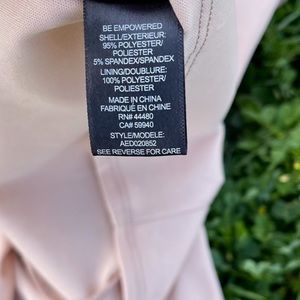 BE EMPOWERED
SHELL/EXTERIEUR:
95% POLYESTER/
POLIESTER
5% SPANDEX/SPANDEX
LINING/DOUBLURE:
100% POLYESTER/
POLIESTER
MADE IN CHINA
FABRIQUÉ EN CHINE
RN# 44480
CA# 59940
STYLE/MODELE:
AED020852
SEE REVERSE FOR CARE